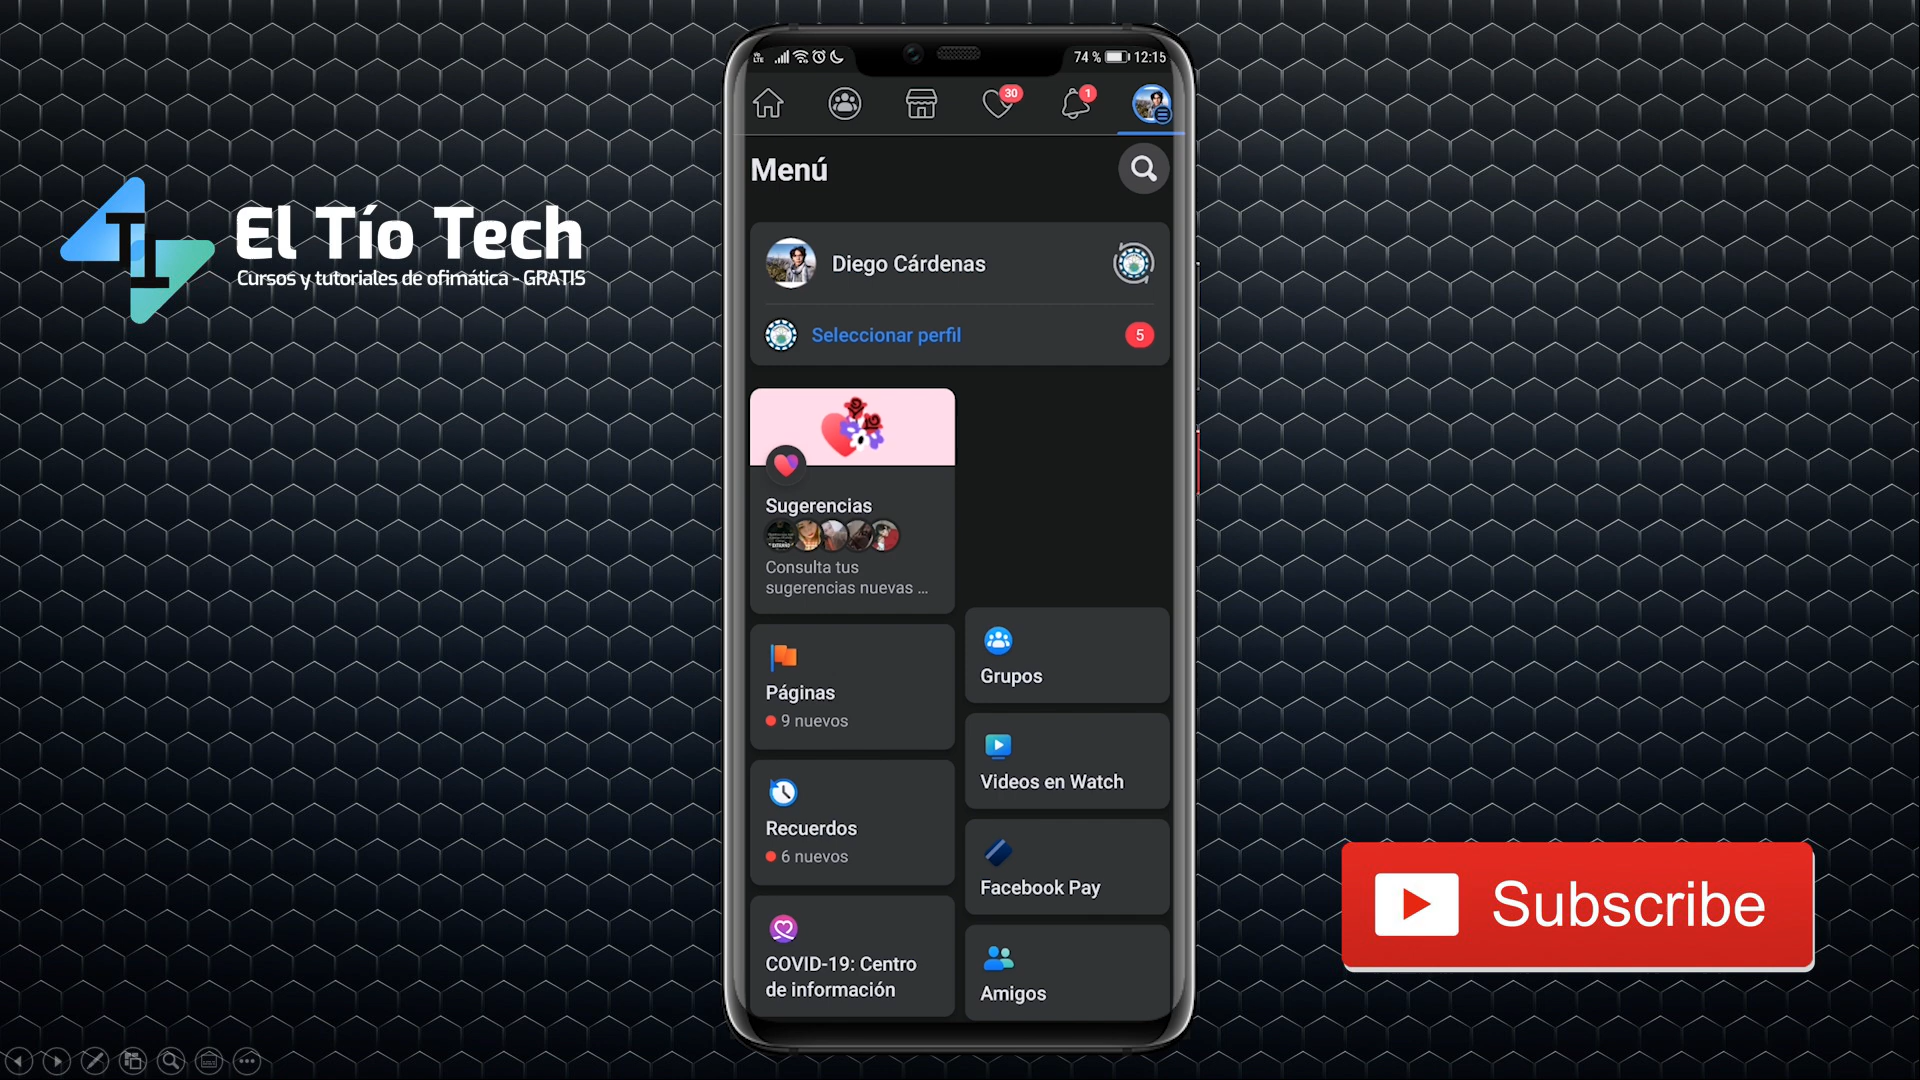 El Tío Tech
Cursos y tutoriales de ofimática - GRATIS
Vo
LTE
74 %
12:15
30
1
Menú
Diego Cárdenas
Seleccionar perfil
5
Sugerencias
Consulta tus
sugerencias nuevas ...
Páginas
9 nuevos
Recuerdos
6 nuevos
COVID-19: Centro
de información
Grupos
Videos en Watch
Facebook Pay
Amigos
Subscribe